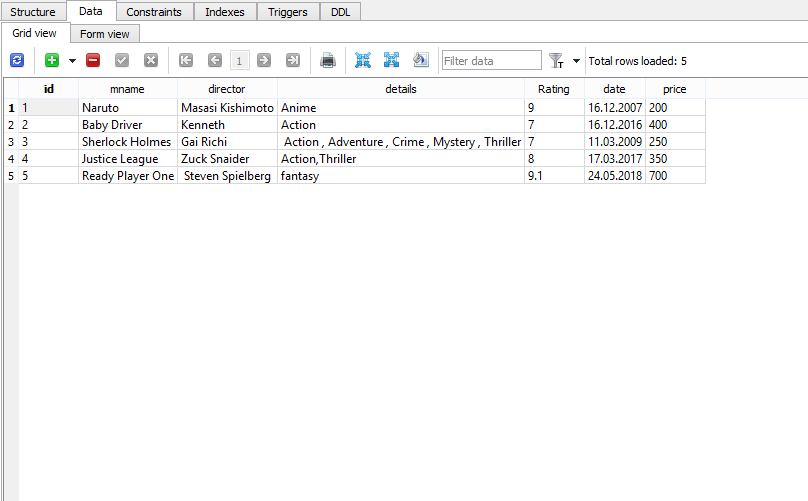 Structure Data Constraints Indexes Triggers DDL
Grid view Form view
1 Filter data T Total rows loaded: 5
id mname director details Rating date price
1 1 Naruto Masasi Kishimoto Anime 9 16.12.2007 200
2 2 Baby Driver Kenneth Action 7 16.12.2016 400
3 3 Sherlock Holmes Gai Richi Action , Adventure , Crime , Mystery , Thriller 7 11.03.2009 250
4 4 Justice League Zuck Snaider Action,Thriller 8 17.03.2017 350
5 5 Ready Player One Steven Spielberg fantasy 9.1 24.05.2018 700